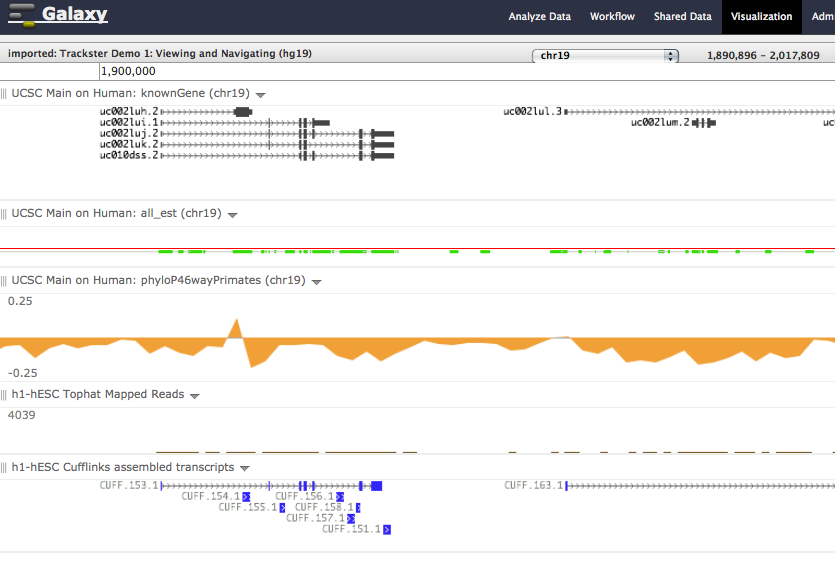 Galaxy
Analyze Data Workflow Shared Data Visualization Admi
imported: Trackster Demo 1: Viewing and Navigating (hg19) chr19 1,890,896 - 2,017,809
1,900,000
UCSC Main on Human: knownGene (chr19)
uc002luh.2 uc002lul.3
uc002lui.1 uc002lum.2 uc
uc002luj.2
uc002luk.2
uc010dss.2
UCSC Main on Human: all_est (chr19)
UCSC Main on Human: phyloP46wayPrimates (chr19)
0.25
-0.25
h1-hESC Tophat Mapped Reads
4039
h1-hESC Cufflinks assembled transcripts
CUFF.153.1 CUFF.163.1
CUFF.154.1 CUFF.156.1
CUFF.155.1 CUFF.158.1
CUFF.157.1
CUFF.151.1